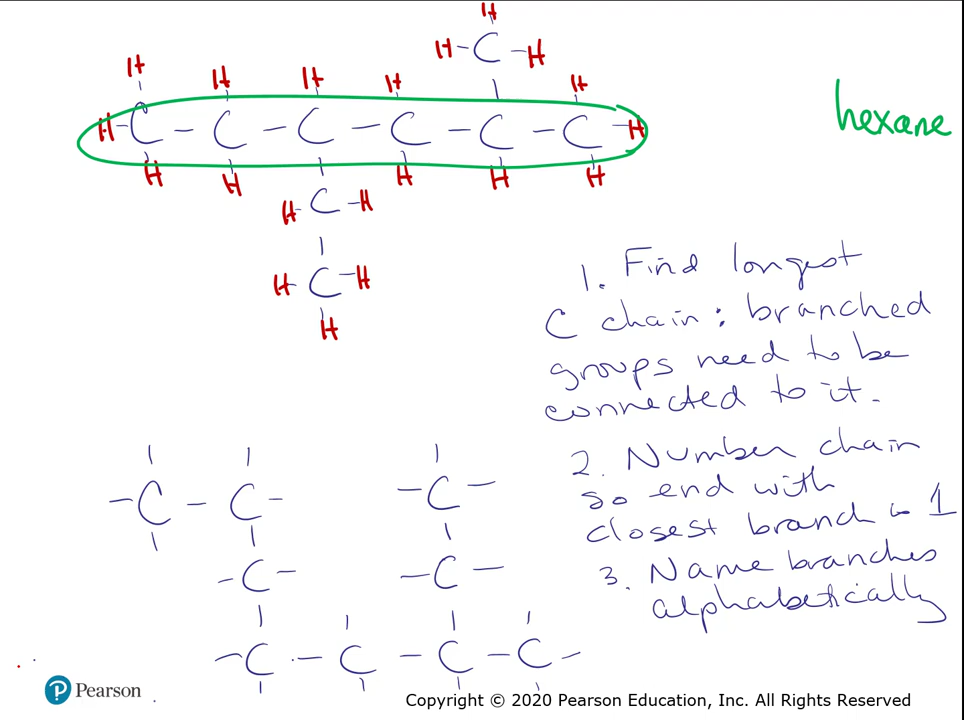 H
H - C - H
H H H H H
H - C - C - C - C - C - C - H
H H H H H
H - C - H
H - C - H
H
hexane
1. Find longest
C chain : branched
groups need to be
connected to it.
2. Number chain
so end with
closest branch is 1
3. Name branches
alphabetically
- C - C - - C -
- C - - C -
- C - C - C - C -
Pearson
Copyright © 2020 Pearson Education, Inc. All Rights Reserved